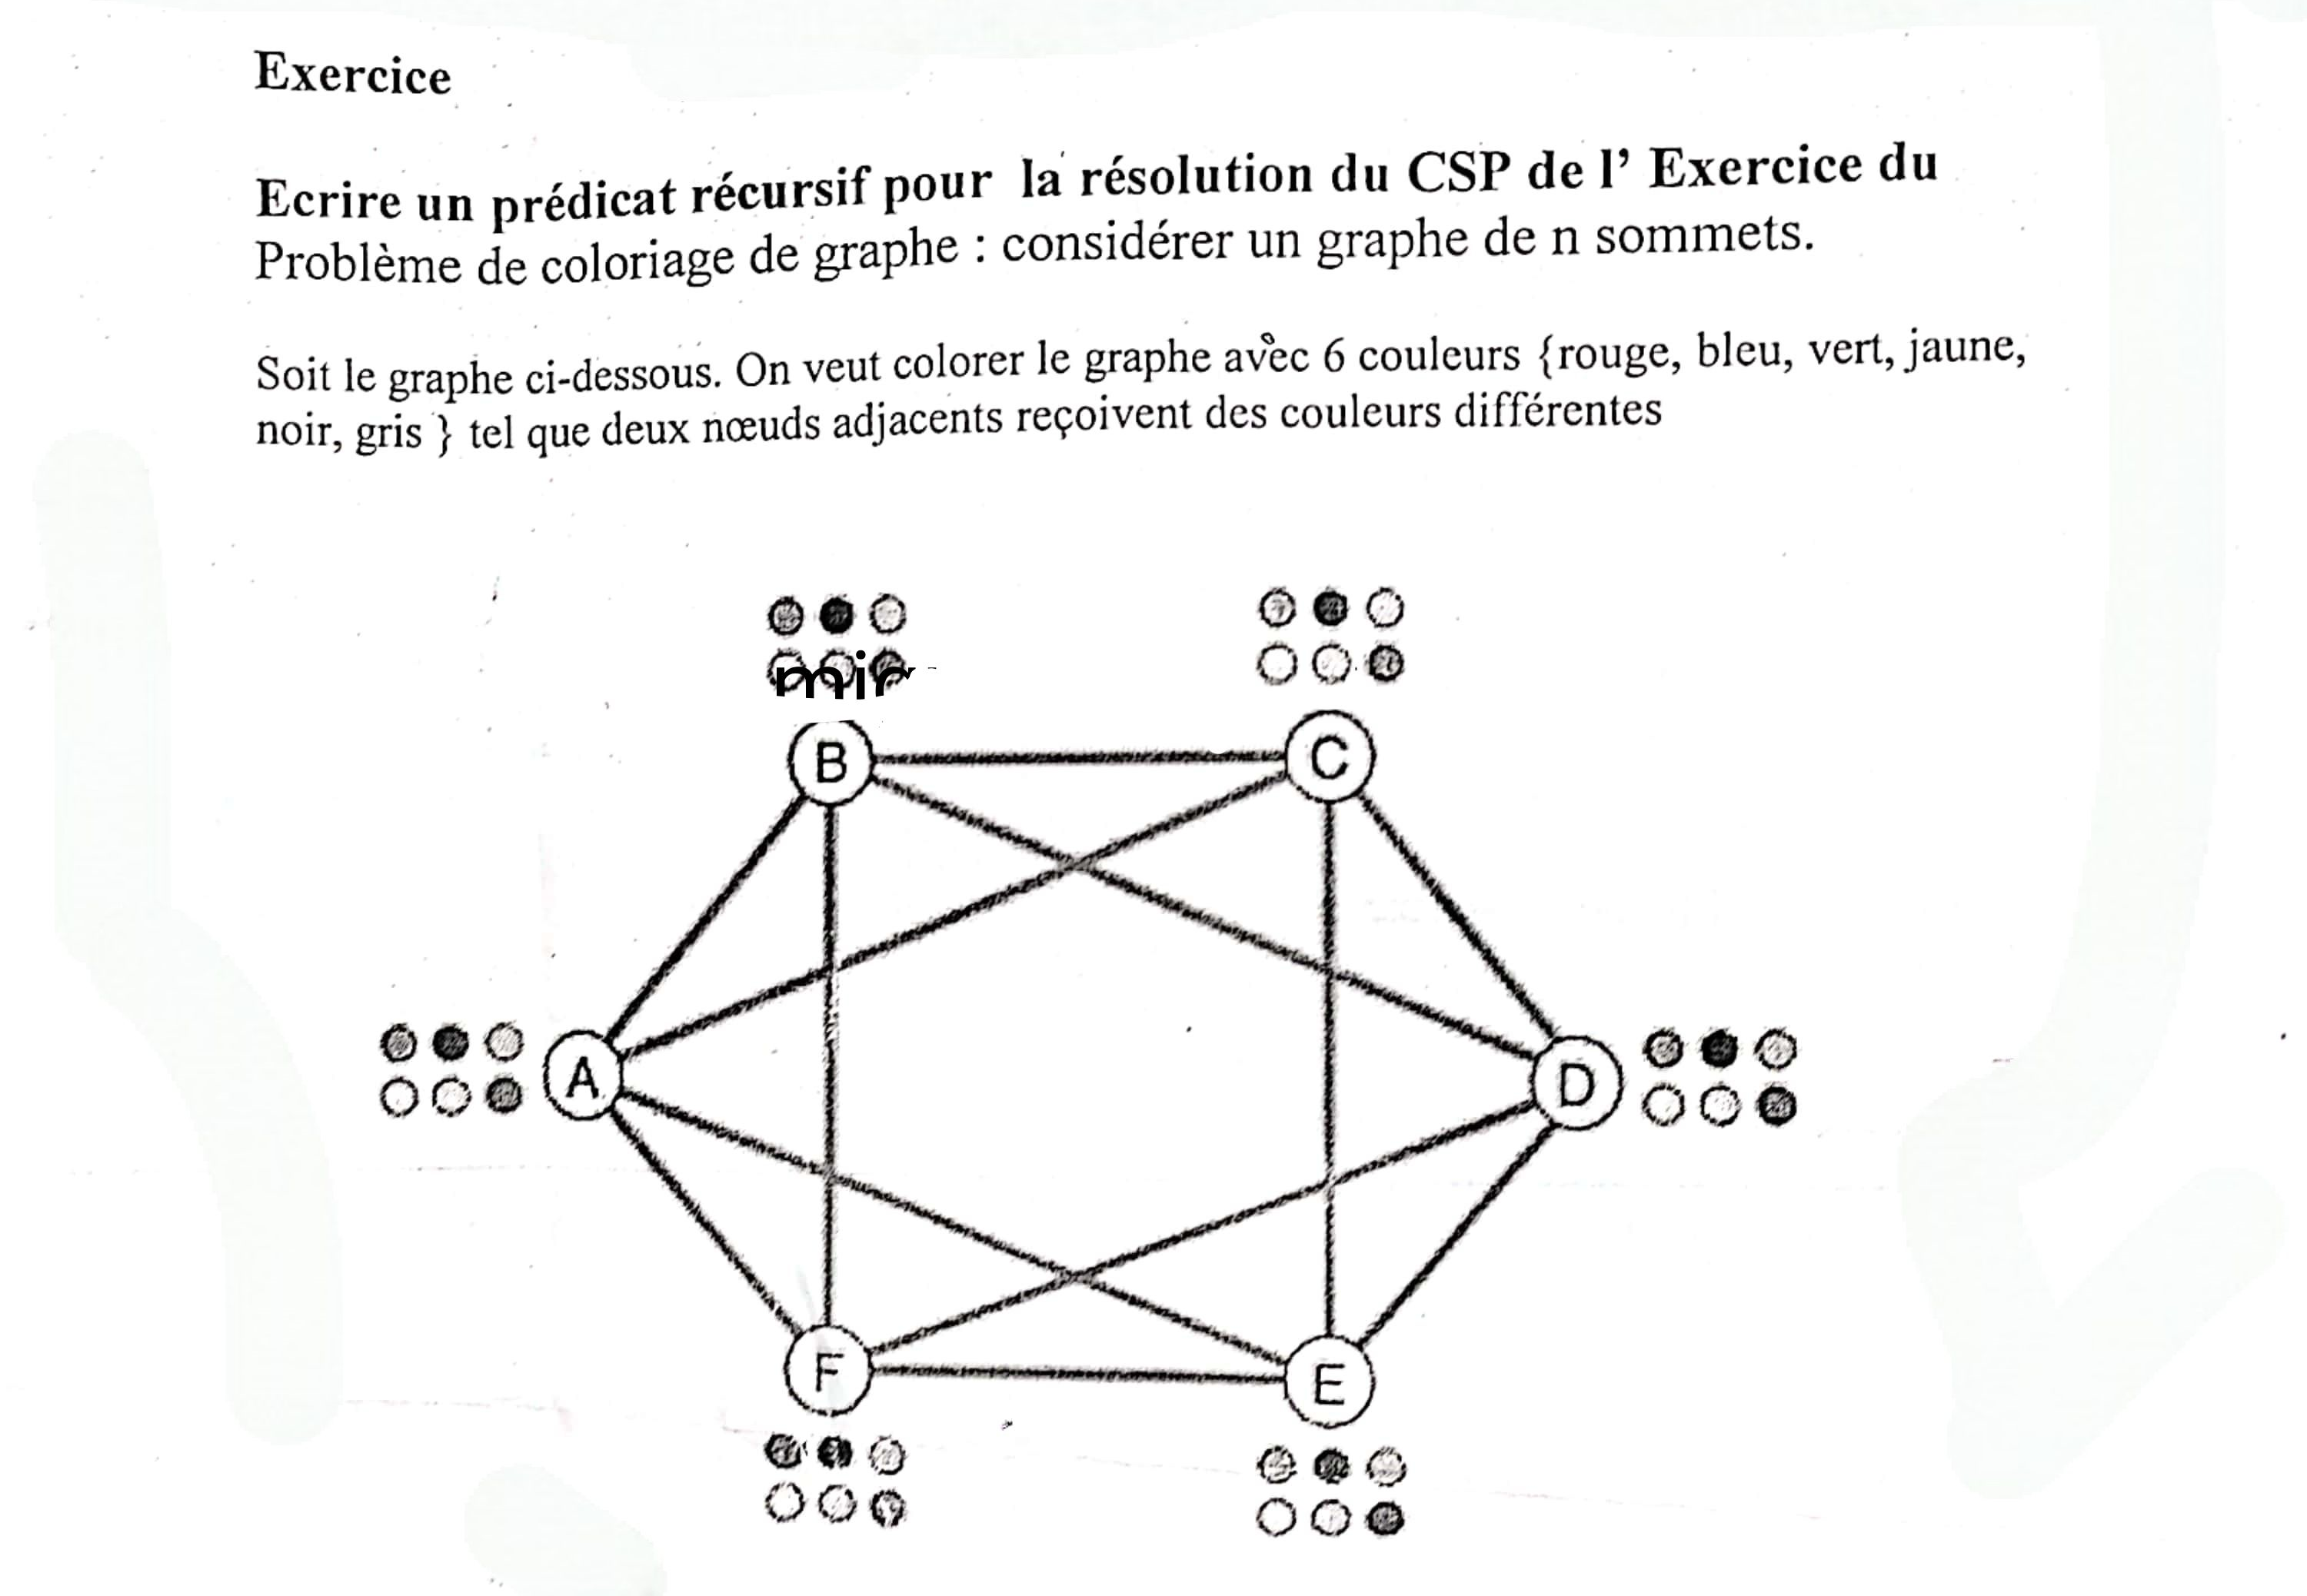 Exercice
Ecrire un prédicat récursif pour la résolution du CSP de l' Exercice du
Problème de coloriage de graphe : considérer un graphe de n sommets.
Soit le graphe ci-dessous. On veut colorer le graphe avec 6 couleurs {rouge, bleu, vert, jaune,
noir, gris } tel que deux nœuds adjacents reçoivent des couleurs différentes
mir
B C
A D
F E